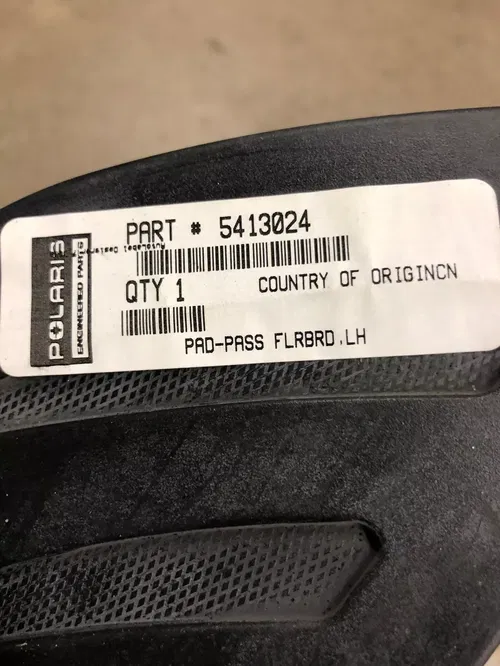 POLARIS
ENGINEERED PARTS
PART # 5413024
QTY 1
COUNTRY OF ORIGINCN
PAD-PASS FLRBRD,LH